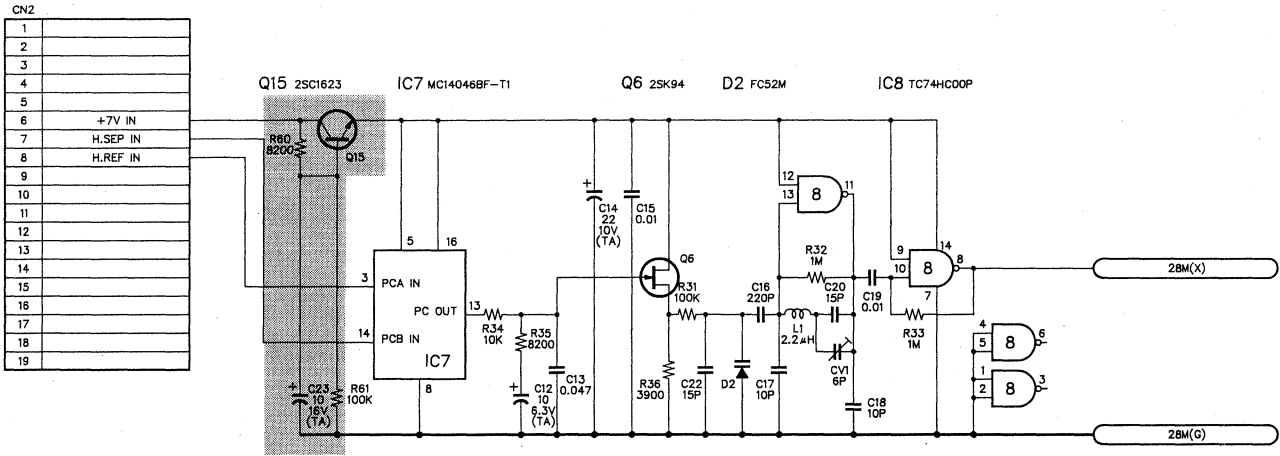 CN2
1
2
3
4
5
6 +7V IN
7 H.SEP IN
8 H.REF IN
9
10
11
12
13
14
15
16
17
18
19
Q15 2SC1623
IC7 MC14046BF-T1
Q6 2SK94
D2 FC52M
IC8 TC74HC00P
R60
8200
Q15
C23
10
16V
(TA)
R61
100K
5
16
3
PCA IN
PC OUT
13
14
PCB IN
IC7
8
R34
10K
R35
8200
C12
10
6.3V
(TA)
C13
0.047
+
C14
22
10V
(TA)
C15
0.01
Q6
R31
100K
R36
3900
C22
15P
D2
C16
220P
C17
10P
12
13
8
11
R32
1M
L1
2.2μH
C20
15P
CV1
6P
C18
10P
C19
0.01
9
10
8
14
8
7
R33
1M
4
5
8
6
1
2
8
3
28M(X)
28M(G)